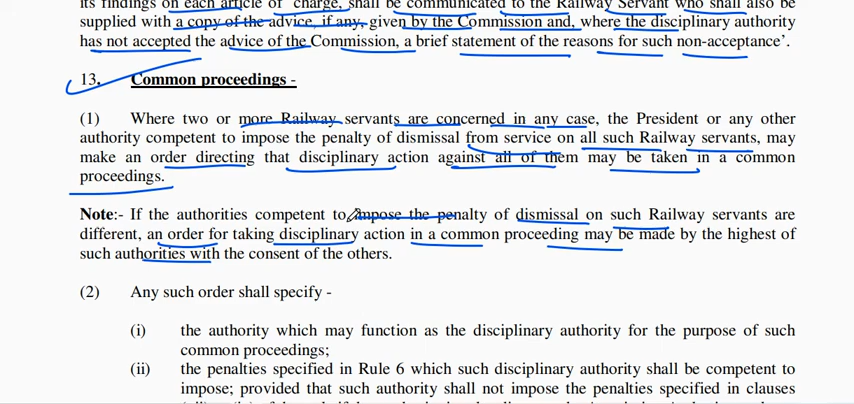 its findings on each article of charge, shall be communicated to the Railway Servant who shall also be
supplied with a copy of the advice, if any, given by the Commission and, where the disciplinary authority
has not accepted the advice of the Commission, a brief statement of the reasons for such non-acceptance’.
13. Common proceedings -
(1) Where two or more Railway servants are concerned in any case, the President or any other
authority competent to impose the penalty of dismissal from service on all such Railway servants, may
make an order directing that disciplinary action against all of them may be taken in a common
proceedings.
Note:- If the authorities competent to impose the penalty of dismissal on such Railway servants are
different, an order for taking disciplinary action in a common proceeding may be made by the highest of
such authorities with the consent of the others.
(2) Any such order shall specify -
(i) the authority which may function as the disciplinary authority for the purpose of such
common proceedings;
(ii) the penalties specified in Rule 6 which such disciplinary authority shall be competent to
impose; provided that such authority shall not impose the penalties specified in clauses